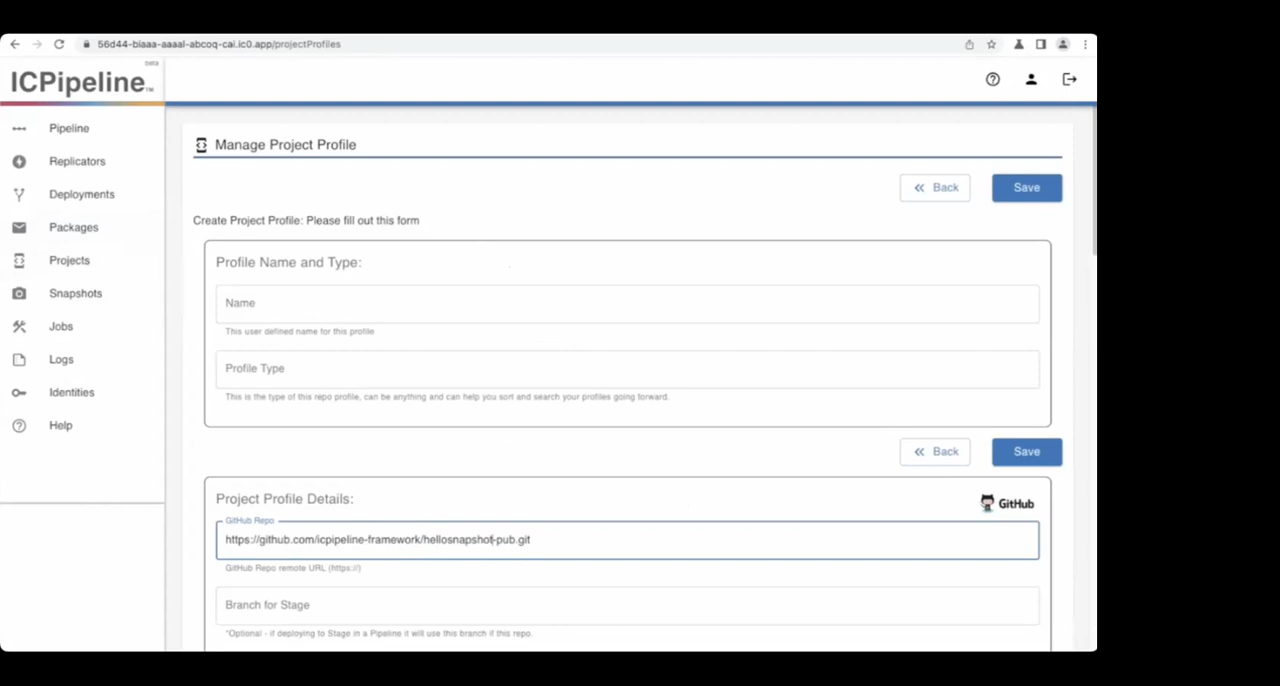 56d44-biaaa-aaaal-abcoq-cai.ic0.app/projectProfiles
beta
ICPipeline™
Pipeline
Replicators
Deployments
Packages
Projects
Snapshots
Jobs
Logs
Identities
Help
Manage Project Profile
Back
Save
Create Project Profile: Please fill out this form
Profile Name and Type:
Name
This user defined name for this profile
Profile Type
This is the type of this repo profile, can be anything and can help you sort and search your profiles going forward.
Back
Save
Project Profile Details:
GitHub
GitHub Repo
https://github.com/icpipeline-framework/hellosnapshot-pub.git
GitHub Repo remote URL (https://)
Branch for Stage
*Optional - if deploying to Stage in a Pipeline it will use this branch if this repo.